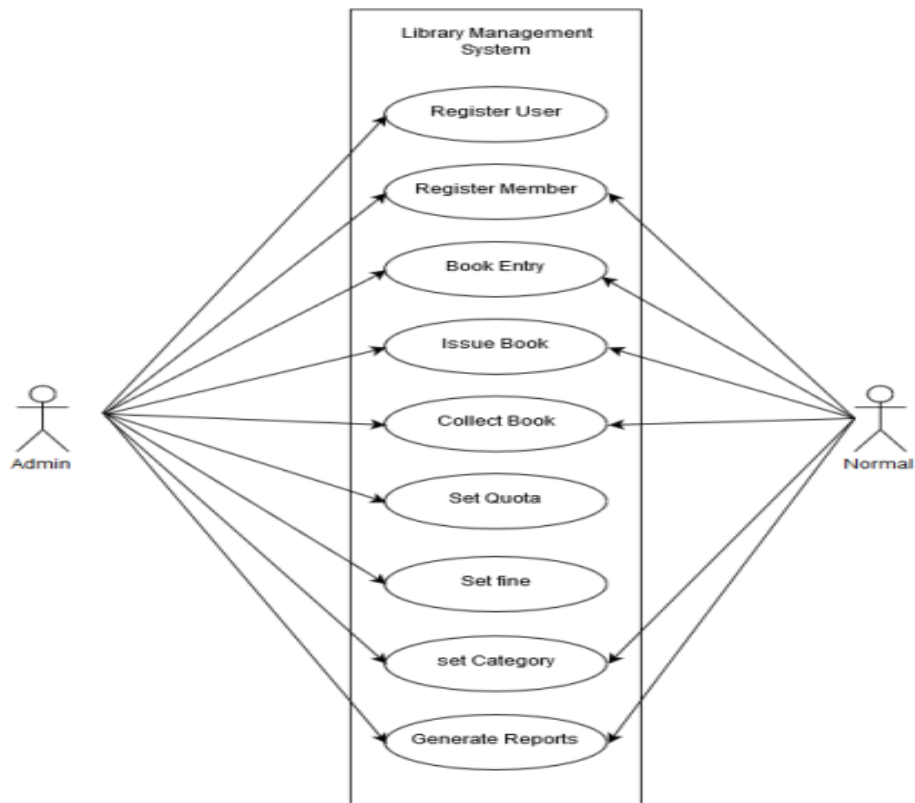 Library Management
System
Register User
Register Member
Book Entry
Issue Book
Collect Book
Set Quota
Set fine
set Category
Generate Reports
Admin
Normal